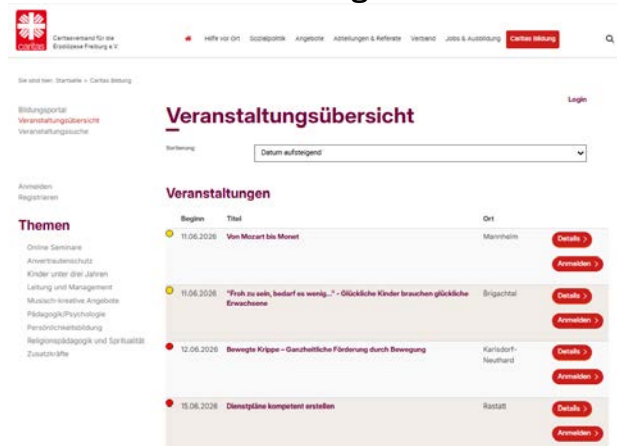 caritas
Caritasverband für die
Erzdiözese Freiburg e.V.
Hilfe vor Ort Sozialpolitik Angebote Abteilungen & Referate Verband Jobs & Ausbildung Caritas Bildung
Sie sind hier: Startseite > Caritas Bildung
Login
Bildungsportal
Veranstaltungsübersicht
Veranstaltungssuche
Veranstaltungsübersicht
Sortierung:
Datum aufsteigend
Anmelden
Registrieren
Themen
Online Seminare
Anvertrautenschutz
Kinder unter drei Jahren
Leitung und Management
Musisch-kreative Angebote
Pädagogik/Psychologie
Persönlichkeitsbildung
Religionspädagogik und Spiritualität
Zusatzkräfte
Veranstaltungen
Beginn Titel Ort
11.06.2026 Von Mozart bis Monet Mannheim Details >
Anmelden >
11.06.2026 "Froh zu sein, bedarf es wenig..." - Glückliche Kinder brauchen glückliche Brigachtal Details >
Erwachsene
Anmelden >
12.06.2026 Bewegte Krippe – Ganzheitliche Förderung durch Bewegung Karlsdorf- Details >
Neuthard
Anmelden >
15.06.2026 Dienstpläne kompetent erstellen Rastatt Details >
Anmelden >